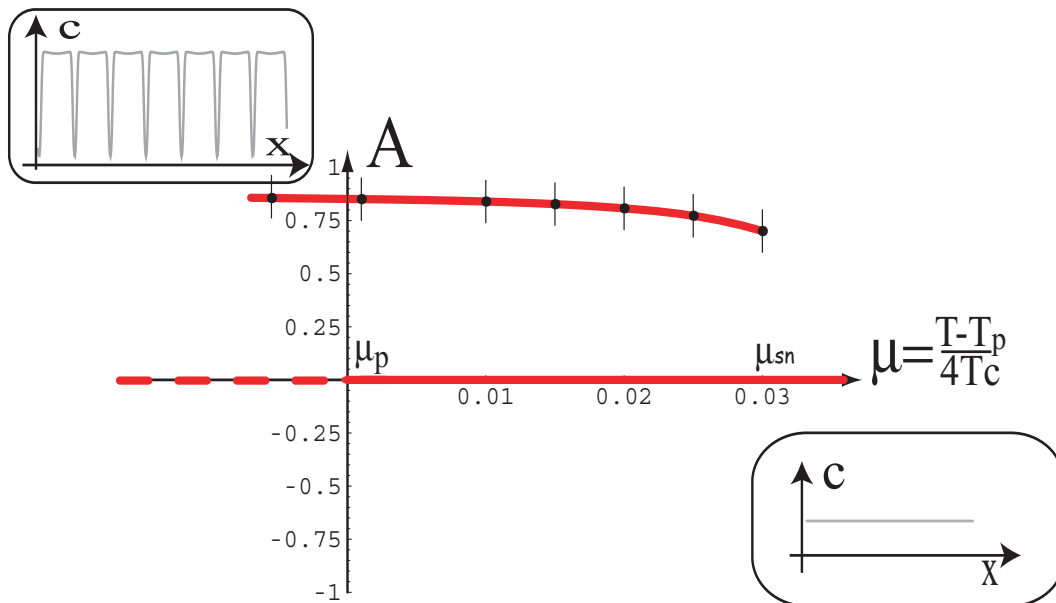 c
x
A
1
0.75
0.5
0.25
μp
μsn
μ=T-Tp/4Tc
0.01 0.02 0.03
-0.25
-0.5
-0.75
-1
c
x